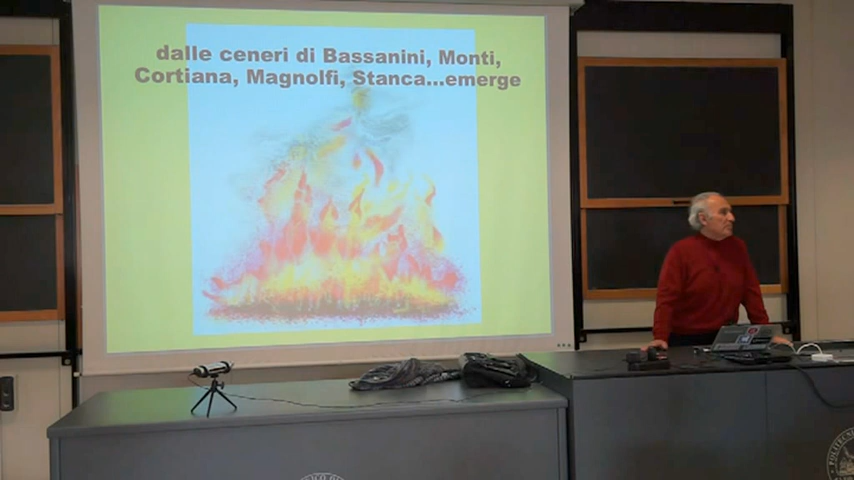 dalle ceneri di Bassanini, Monti,
Cortiana, Magnolfi, Stanca...emerge